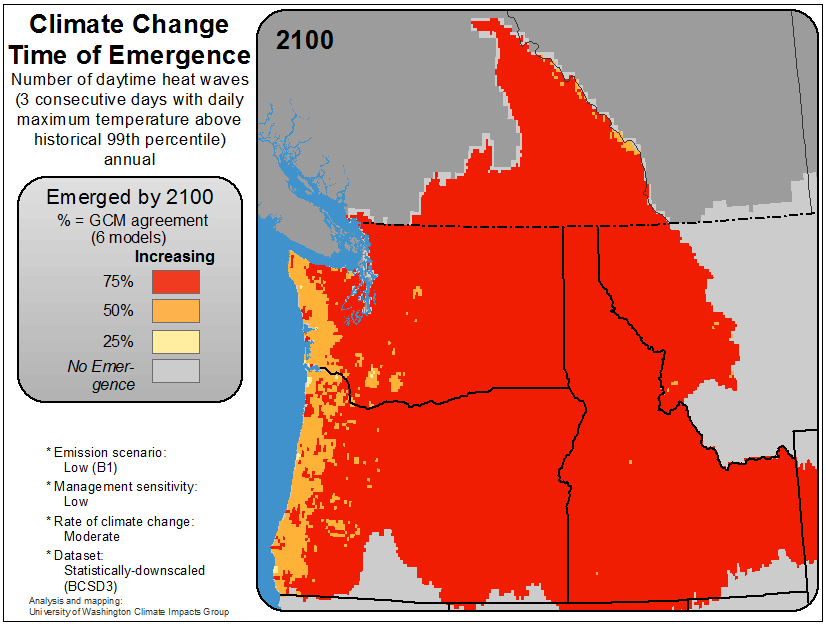 Climate Change
Time of Emergence
Number of daytime heat waves
(3 consecutive days with daily
maximum temperature above
historical 99th percentile)
annual
2100
Emerged by 2100
% = GCM agreement
(6 models)
Increasing
75%
50%
25%
No Emer-
gence
* Emission scenario:
Low (B1)
* Management sensitivity:
Low
* Rate of climate change:
Moderate
* Dataset:
Statistically-downscaled
(BCSD3)
Analysis and mapping:
University of Washington Climate Impacts Group